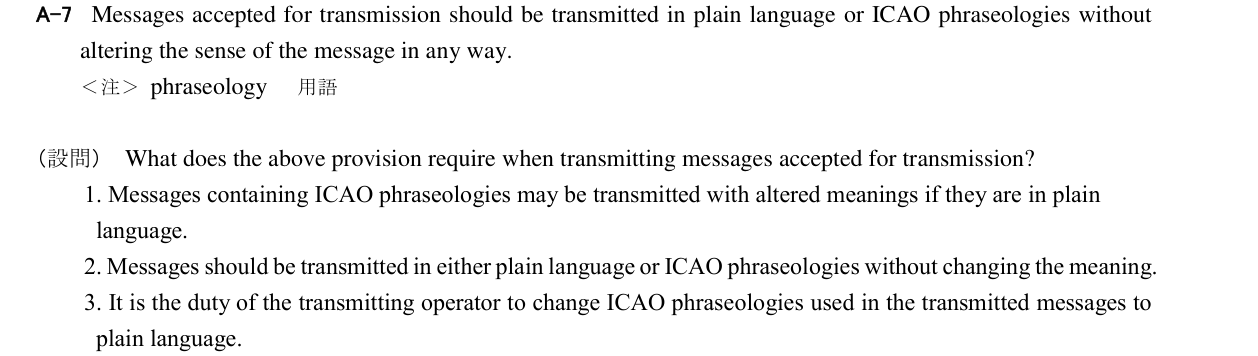 A−7 Messages accepted for transmission should be transmitted in plain language or ICAO phraseologies without
altering the sense of the message in any way.
＜注＞ phraseology 用語
（設問） What does the above provision require when transmitting messages accepted for transmission?
1. Messages containing ICAO phraseologies may be transmitted with altered meanings if they are in plain
language.
2. Messages should be transmitted in either plain language or ICAO phraseologies without changing the meaning.
3. It is the duty of the transmitting operator to change ICAO phraseologies used in the transmitted messages to
plain language.